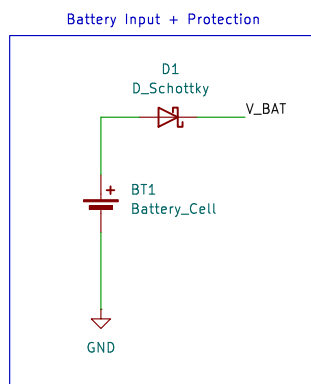 Battery Input + Protection
D1
D_Schottky
V_BAT
+
BT1
Battery_Cell
GND